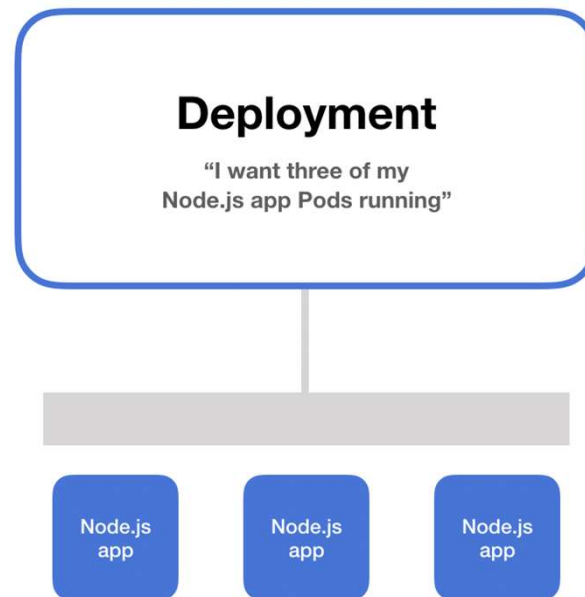 Deployment
“I want three of my
Node.js app Pods running”
Node.js
app
Node.js
app
Node.js
app